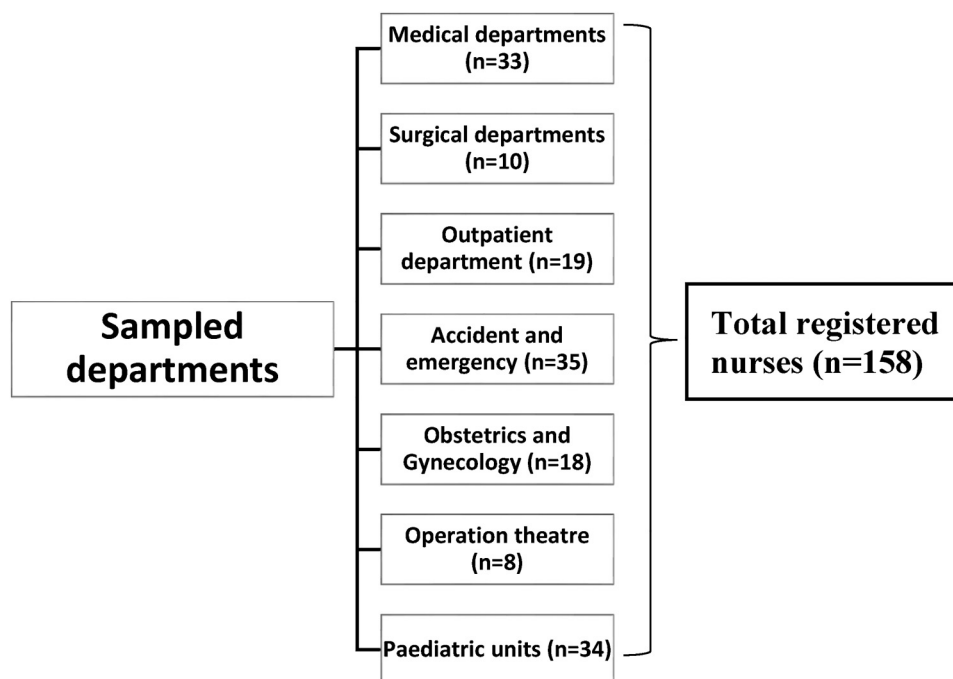 Medical departments
(n=33)
Surgical departments
(n=10)
Outpatient
department (n=19)
Sampled
departments
Accident and
emergency (n=35)
Total registered
nurses (n=158)
Obstetrics and
Gynecology (n=18)
Operation theatre
(n=8)
Paediatric units (n=34)